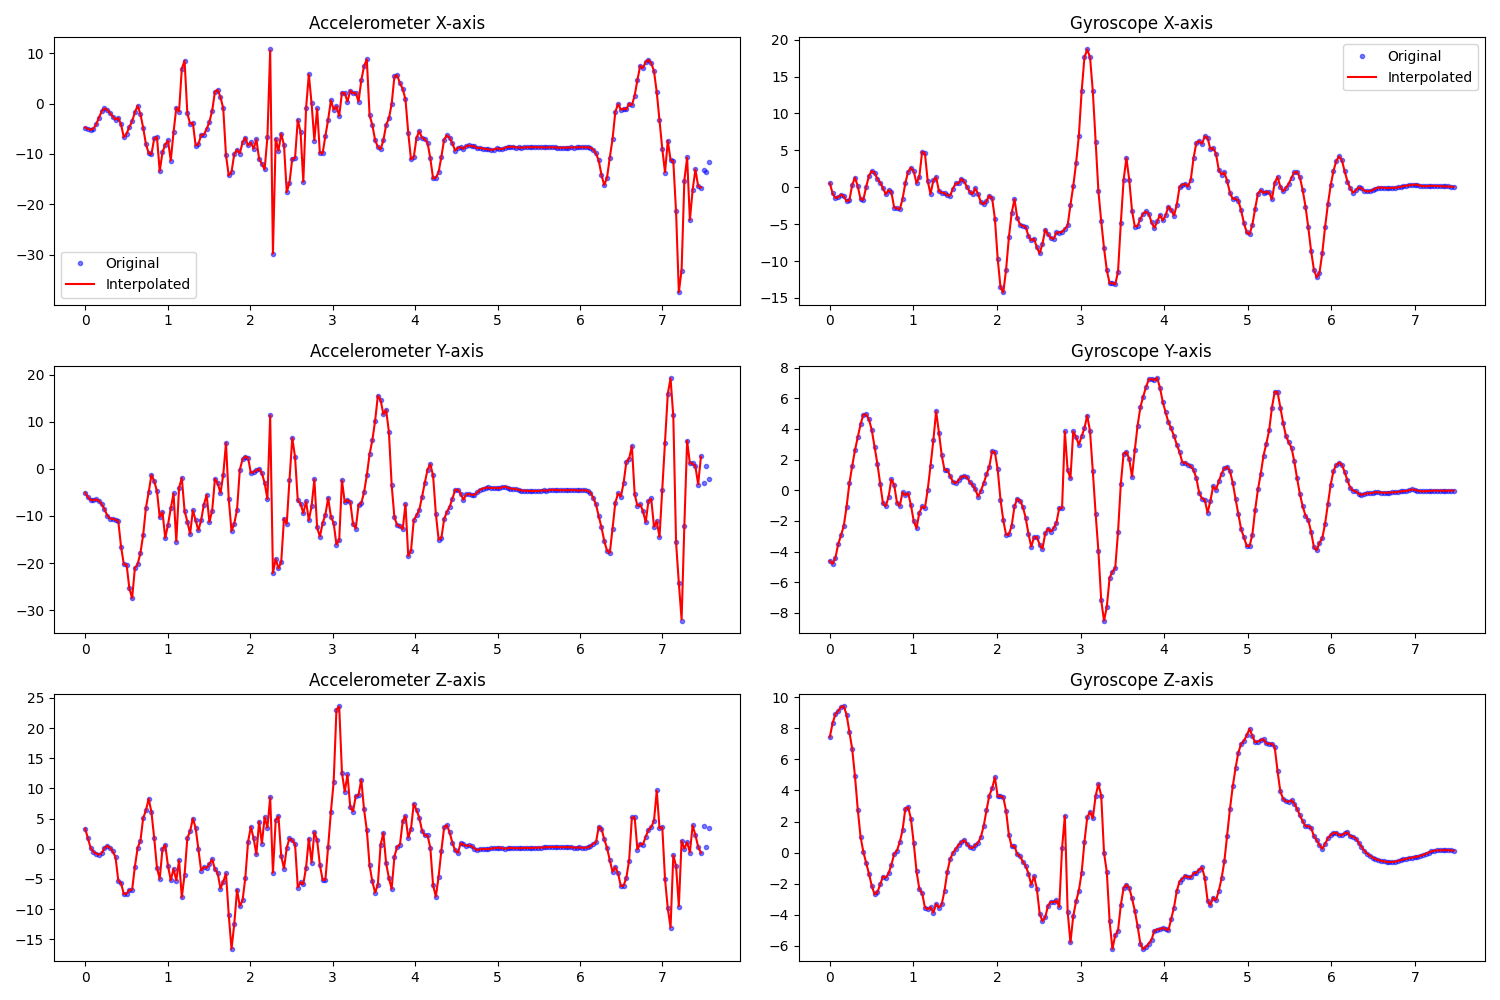 Accelerometer X-axis
10
0
−10
−20
−30
Original
Interpolated
0 1 2 3 4 5 6 7
Gyroscope X-axis
20
15
10
5
0
−5
−10
−15
Original
Interpolated
0 1 2 3 4 5 6 7
Accelerometer Y-axis
20
10
0
−10
−20
−30
0 1 2 3 4 5 6 7
Gyroscope Y-axis
8
6
4
2
0
−2
−4
−6
−8
0 1 2 3 4 5 6 7
Accelerometer Z-axis
25
20
15
10
5
0
−5
−10
−15
0 1 2 3 4 5 6 7
Gyroscope Z-axis
10
8
6
4
2
0
−2
−4
−6
0 1 2 3 4 5 6 7